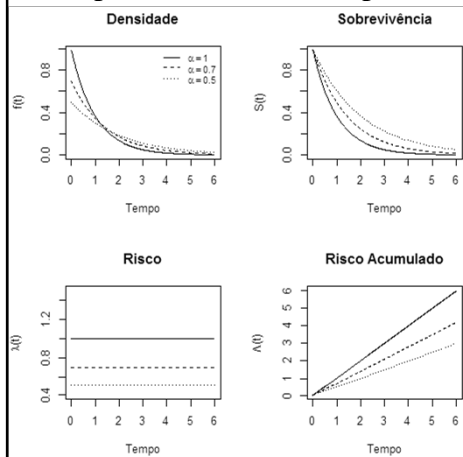 Densidade
f(t)
0.0 0.4 0.8
α = 1
α = 0.7
α = 0.5
0 1 2 3 4 5 6
Tempo
Sobrevivência
S(t)
0.0 0.4 0.8
0 1 2 3 4 5 6
Tempo
Risco
λ(t)
0.4 0.8 1.2
0 1 2 3 4 5 6
Tempo
Risco Acumulado
Λ(t)
0 1 2 3 4 5 6
0 1 2 3 4 5 6
Tempo